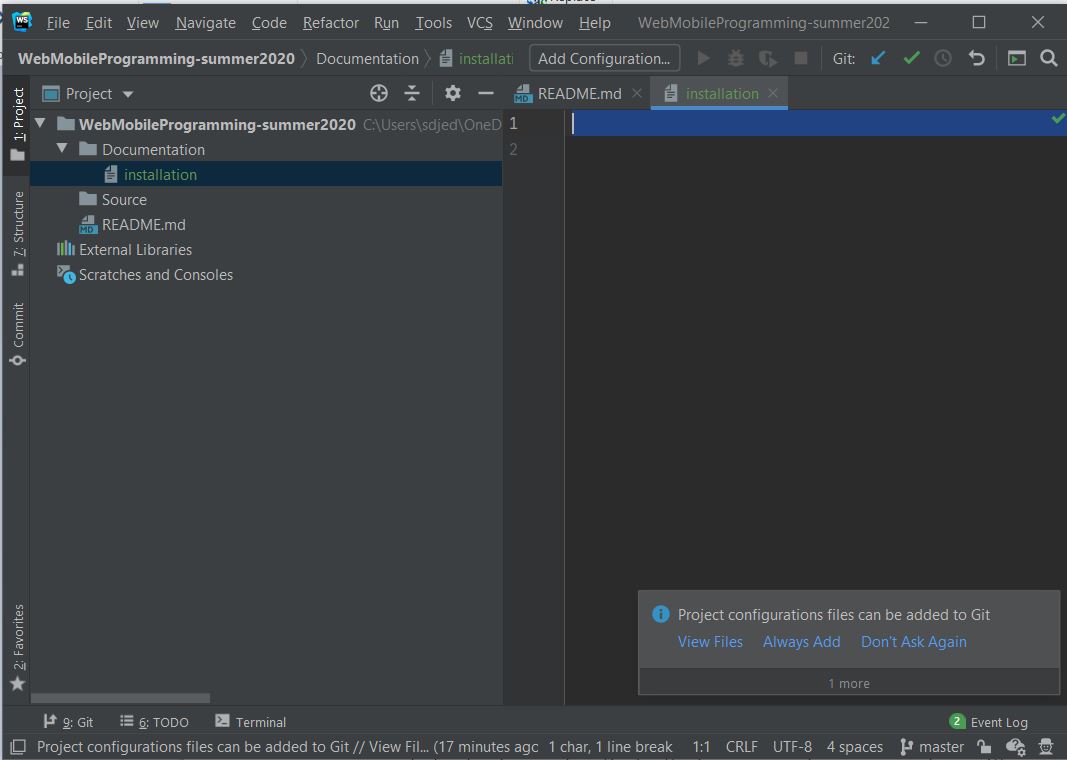 File Edit View Navigate Code Refactor Run Tools VCS Window Help WebMobileProgramming-summer202
WebMobileProgramming-summer2020 Documentation installati Add Configuration... Git:
1: Project
Project
README.md
installation
WebMobileProgramming-summer2020 C:\Users\sdjed\OneD
Documentation
installation
Source
README.md
External Libraries
Scratches and Consoles
1
2
7: Structure
Commit
2: Favorites
Project configurations files can be added to Git
View Files Always Add Don't Ask Again
1 more
9: Git 6: TODO Terminal 2 Event Log
Project configurations files can be added to Git // View Fil... (17 minutes agc 1 char, 1 line break 1:1 CRLF UTF-8 4 spaces master